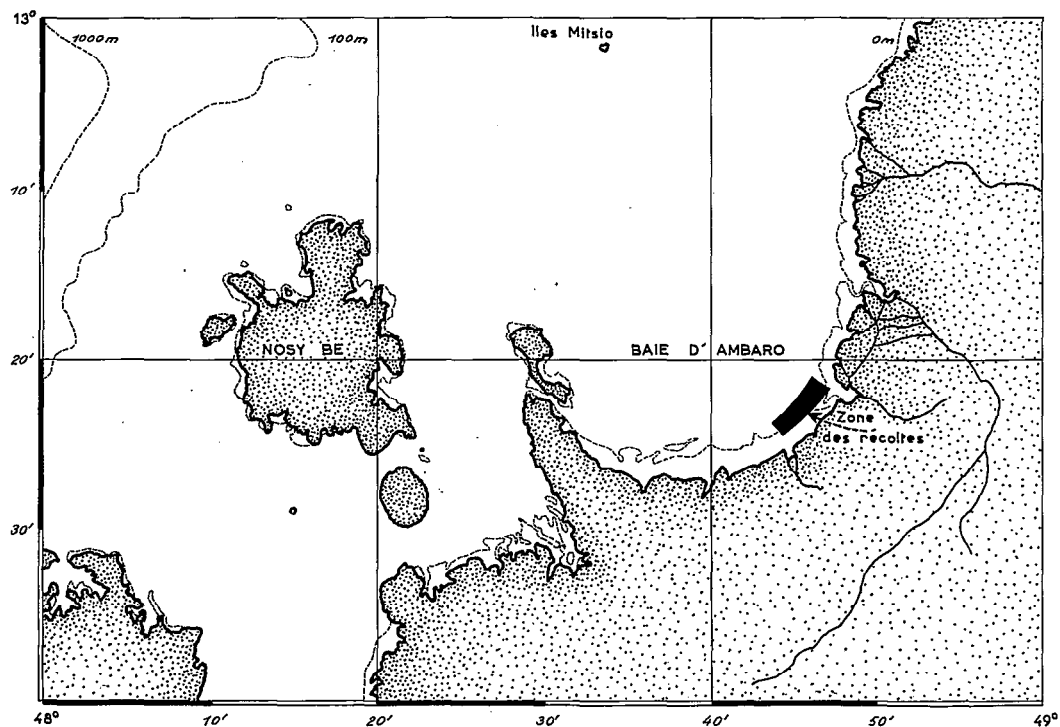 13°
1000m
100m
Iles Mitsio
0m
10'
20'
NOSY BE
BAIE D' AMBARO
Zone
des récoltes
30'
48°
10'
20'
30'
40'
50'
49°